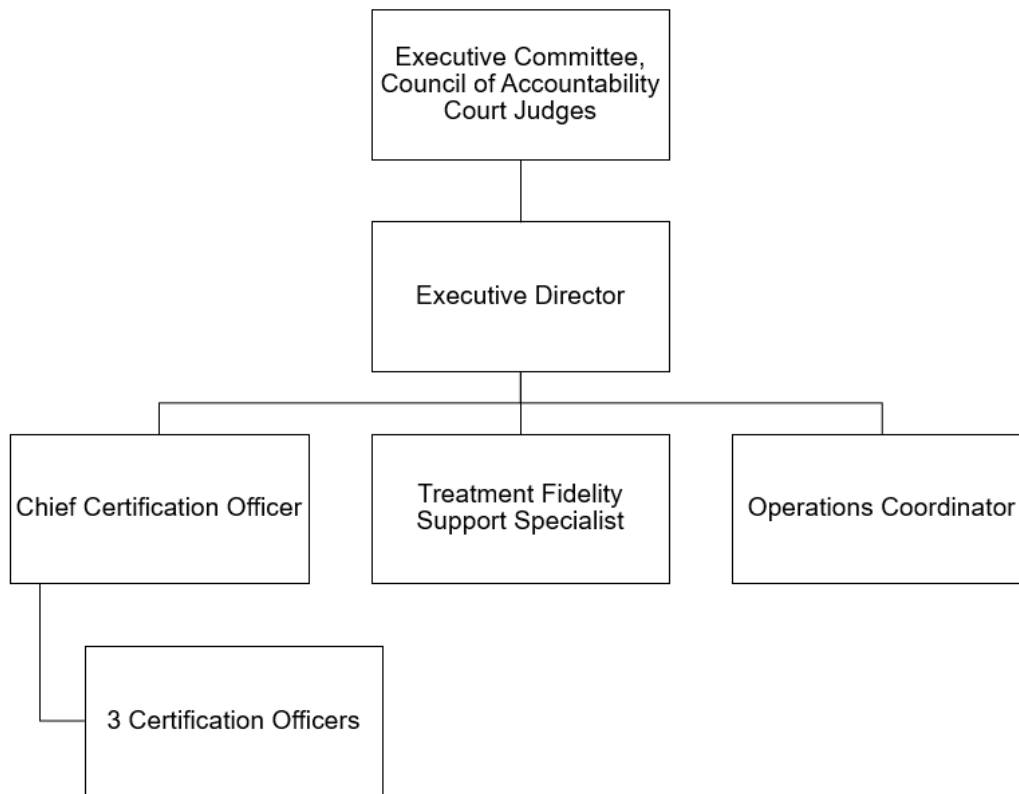 Executive Committee,
Council of Accountability
Court Judges
Executive Director
Chief Certification Officer
Treatment Fidelity
Support Specialist
Operations Coordinator
3 Certification Officers